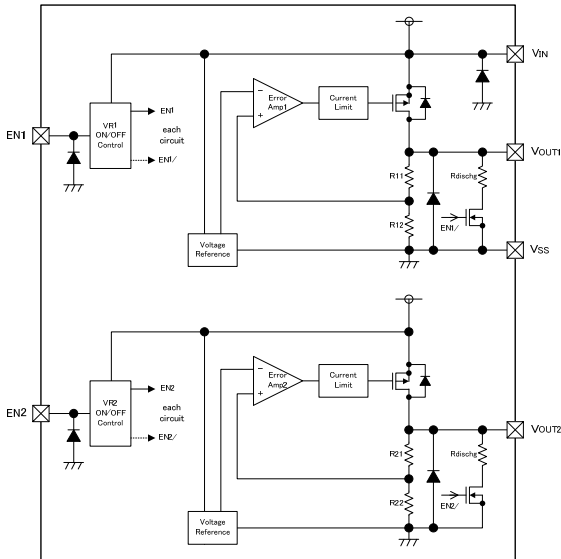 VIN
Error
Amp1
−
+
Current
Limit
EN1
VR1
ON/OFF
Control
EN1
each
circuit
EN1/
VOUT1
R11
Rdischg
R12
EN1/
Voltage
Reference
VSS
Error
Amp2
−
+
Current
Limit
EN2
VR2
ON/OFF
Control
EN2
each
circuit
EN2/
VOUT2
R21
Rdischg
R22
EN2/
Voltage
Reference